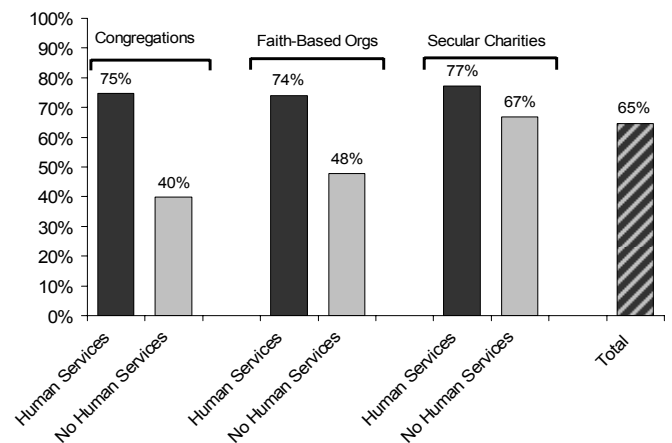 100%
90%
80%
70%
60%
50%
40%
30%
20%
10%
0%
Congregations
Faith-Based Orgs
Secular Charities
75%
40%
74%
48%
77%
67%
65%
Human Services
No Human Services
Human Services
No Human Services
Human Services
No Human Services
Total